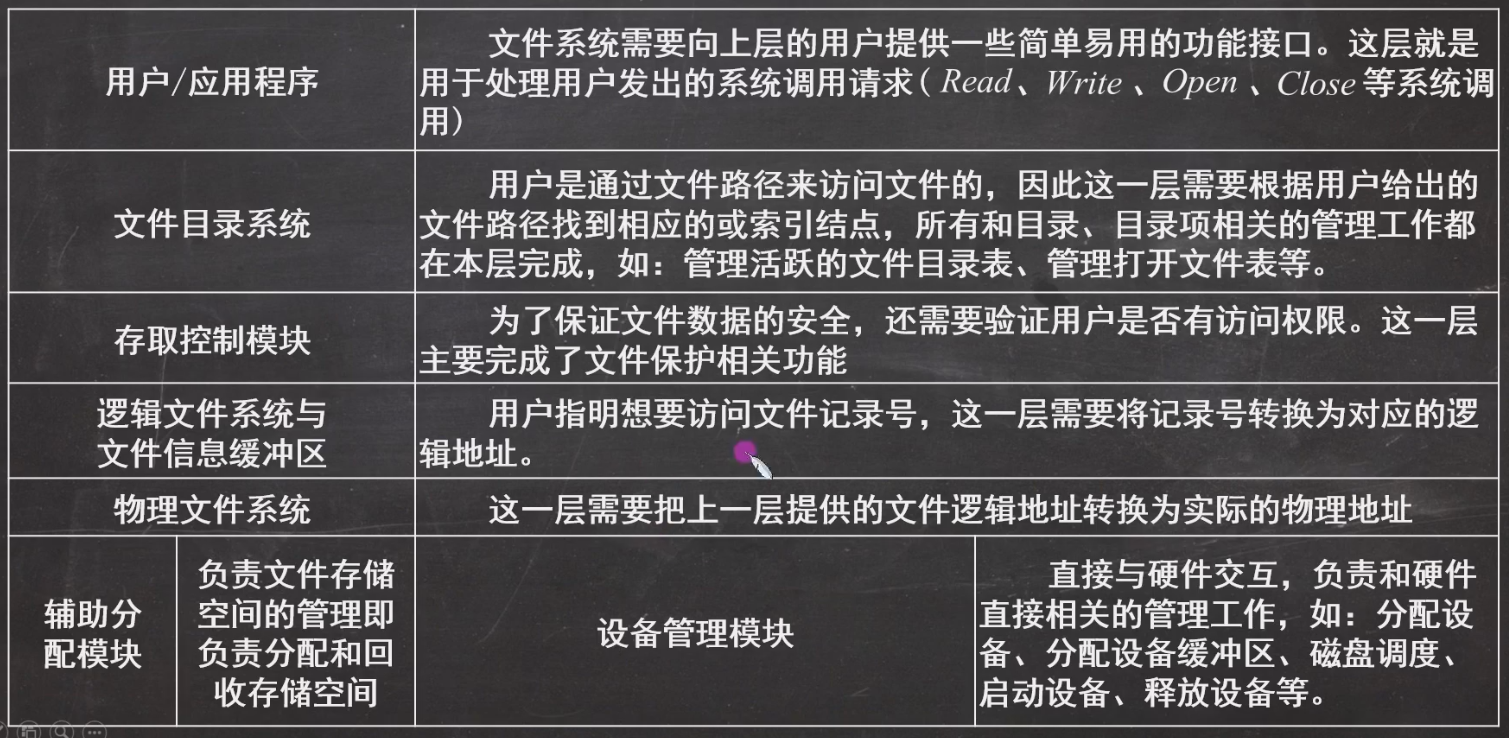 用户/应用程序
文件系统需要向上层的用户提供一些简单易用的功能接口。这层就是
用于处理用户发出的系统调用请求(Read、Write、Open、Close等系统调
用)
文件目录系统
用户是通过文件路径来访问文件的，因此这一层需要根据用户给出的
文件路径找到相应的或索引结点，所有和目录、目录项相关的管理工作都
在本层完成，如：管理活跃的文件目录表、管理打开文件表等。
存取控制模块
为了保证文件数据的安全，还需要验证用户是否有访问权限。这一层
主要完成了文件保护相关功能
逻辑文件系统与
文件信息缓冲区
用户指明想要访问文件记录号，这一层需要将记录号转换为对应的逻
辑地址。
物理文件系统
这一层需要把上一层提供的文件逻辑地址转换为实际的物理地址
辅助分
配模块
负责文件存储
空间的管理即
负责分配和回
收存储空间
设备管理模块
直接与硬件交互，负责和硬件
直接相关的管理工作，如：分配设
备、分配设备缓冲区、磁盘调度、
启动设备、释放设备等。